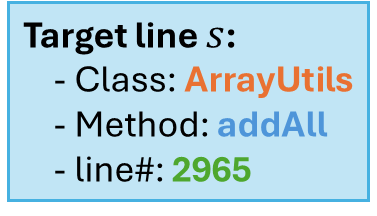 Target line S:
- Class: ArrayUtils
- Method: addAll
- line#: 2965